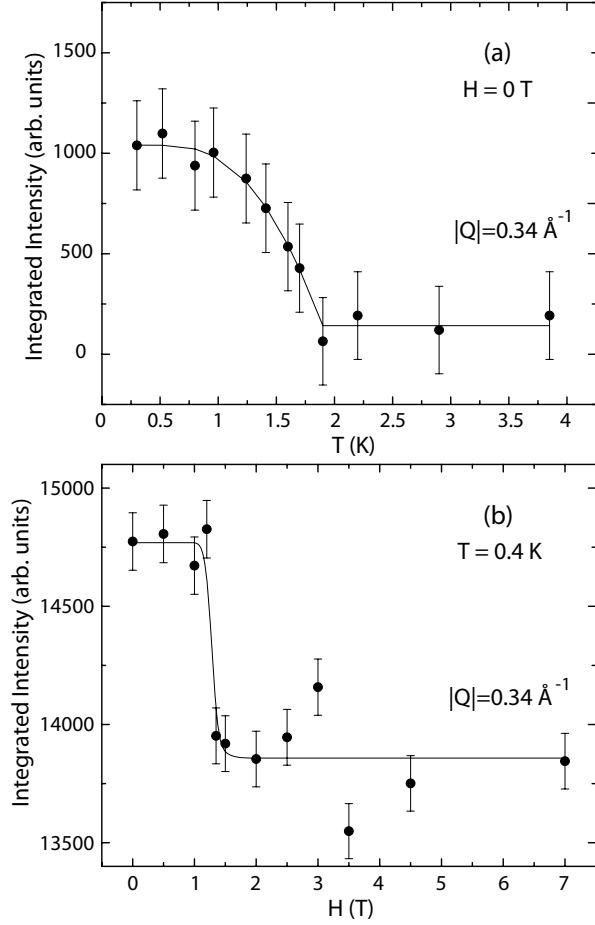 (a)
H = 0 T
|Q|=0.34 Å-1
Integrated Intensity (arb. units)
1500
1000
500
0
0 0.5 1 1.5 2 2.5 3 3.5 4
T (K)
(b)
T = 0.4 K
|Q|=0.34 Å-1
Integrated Intensity (arb. units)
15000
14500
14000
13500
0 1 2 3 4 5 6 7
H (T)